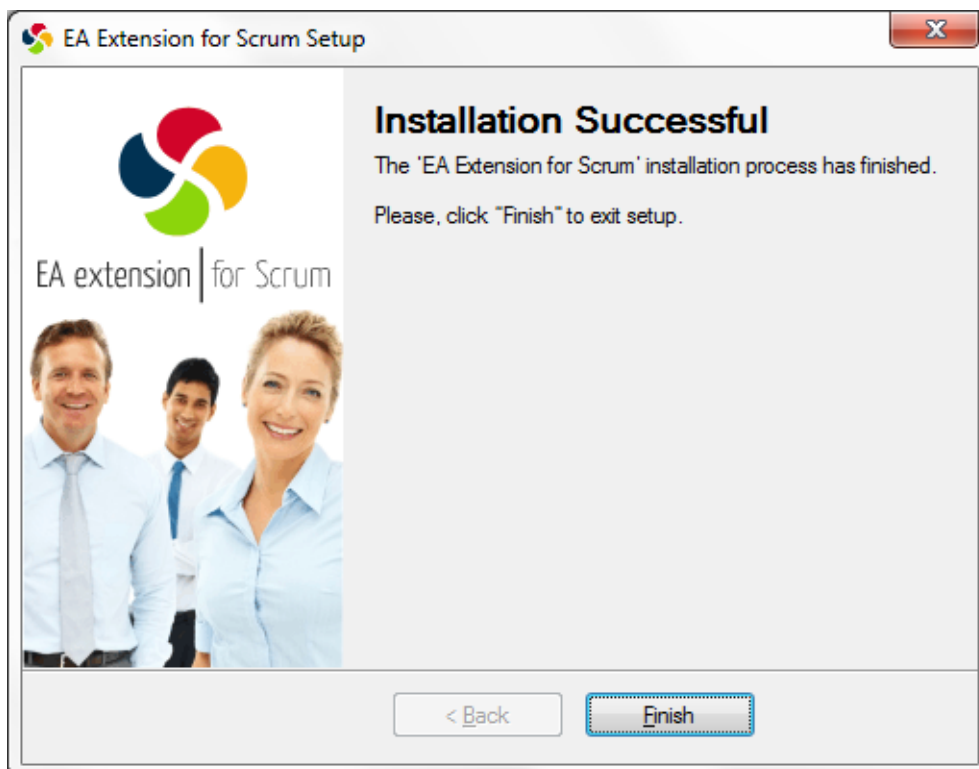 EA Extension for Scrum Setup
EA extension | for Scrum
Installation Successful
The 'EA Extension for Scrum' installation process has finished.
Please, click "Finish" to exit setup.
< Back
Finish